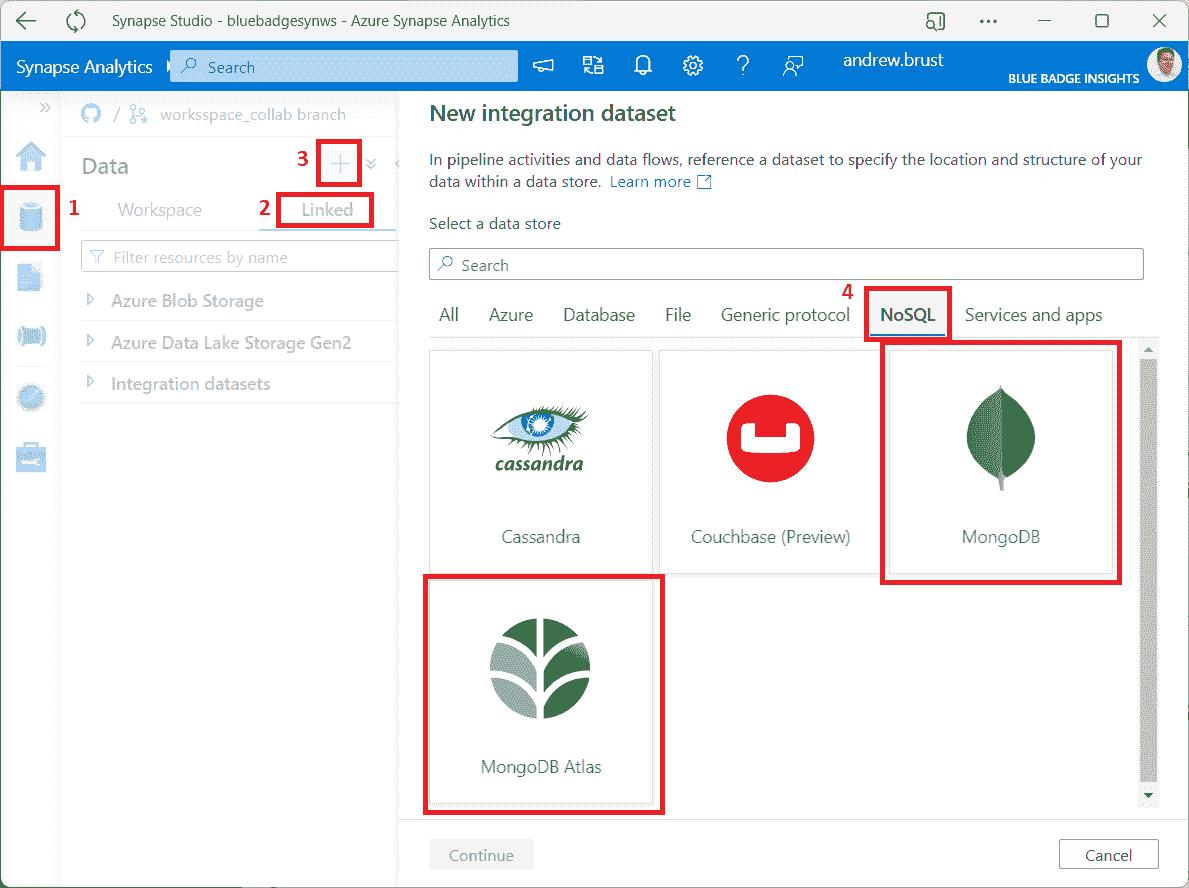 Synapse Studio - bluebadgesynws - Azure Synapse Analytics
Synapse Analytics
Search
andrew.brust
BLUE BADGE INSIGHTS
worksspace_collab branch
Data
3
1
Workspace
2
Linked
Filter resources by name
Azure Blob Storage
Azure Data Lake Storage Gen2
Integration datasets
New integration dataset
In pipeline activities and data flows, reference a dataset to specify the location and structure of your
data within a data store. Learn more
Select a data store
Search
4
All Azure Database File Generic protocol NoSQL Services and apps
cassandra
Cassandra
Couchbase (Preview)
MongoDB
MongoDB Atlas
Continue
Cancel